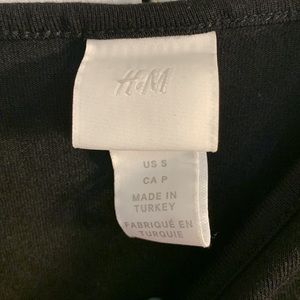 H&M
US S
CA P
MADE IN
TURKEY
FABRIQUÉ EN
TURQUIE